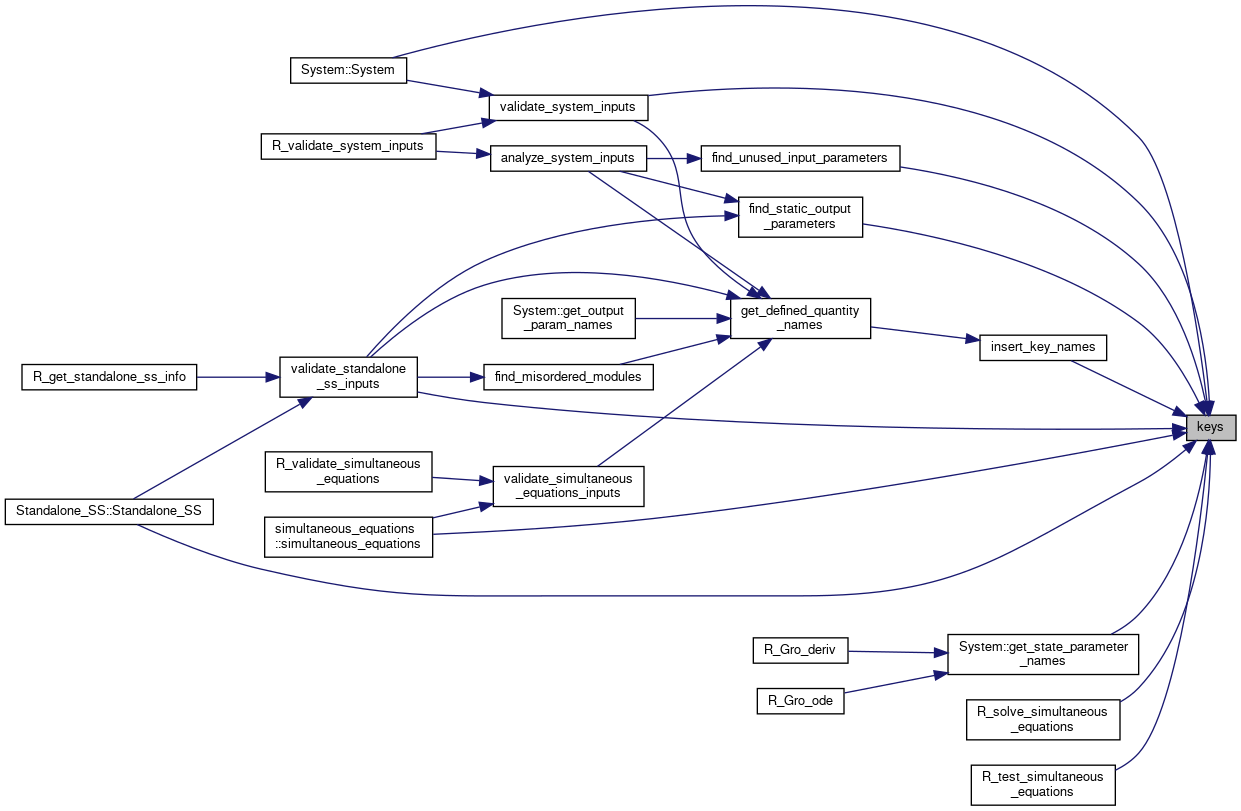 System::System
validate_system_inputs
R_validate_system_inputs
analyze_system_inputs
find_unused_input_parameters
find_static_output
_parameters
System::get_output
_param_names
get_defined_quantity
_names
insert_key_names
R_get_standalone_ss_info
validate_standalone
_ss_inputs
find_misordered_modules
keys
R_validate_simultaneous
_equations
validate_simultaneous
_equations_inputs
Standalone_SS::Standalone_SS
simultaneous_equations
::simultaneous_equations
R_Gro_deriv
System::get_state_parameter
_names
R_Gro_ode
R_solve_simultaneous
_equations
R_test_simultaneous
_equations